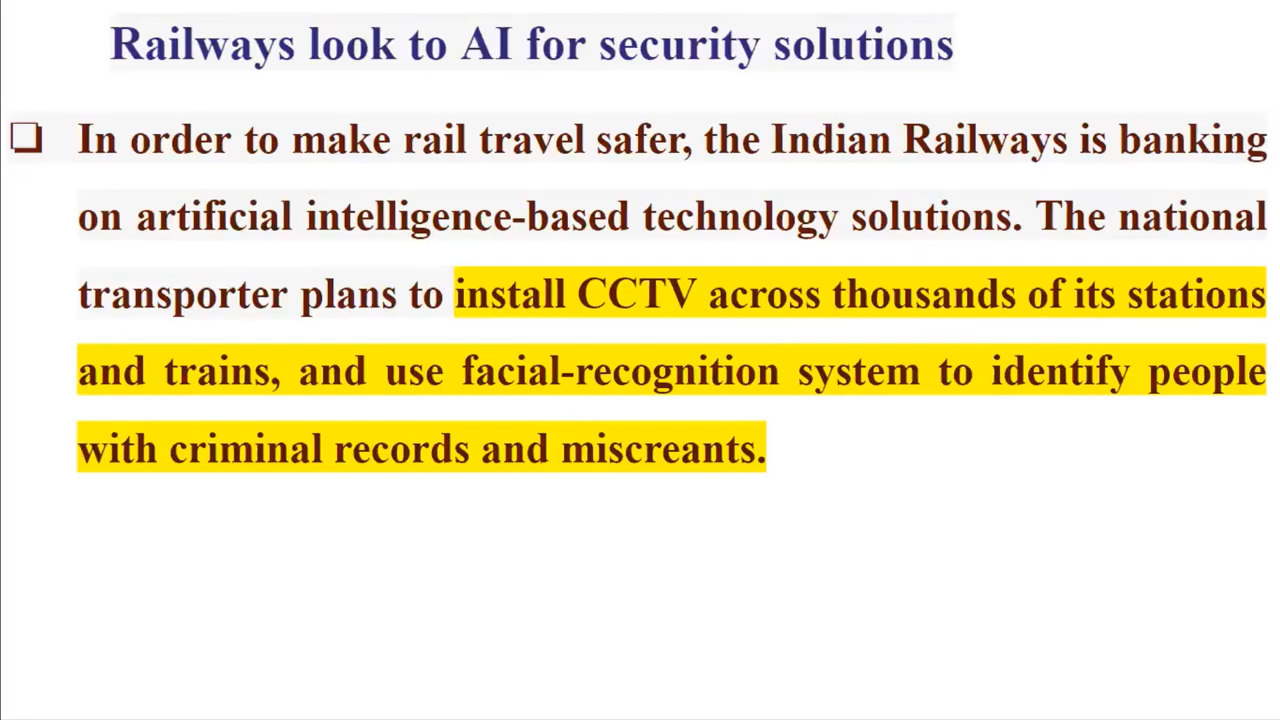 Railways look to AI for security solutions
❑ In order to make rail travel safer, the Indian Railways is banking
on artificial intelligence-based technology solutions. The national
transporter plans to install CCTV across thousands of its stations
and trains, and use facial-recognition system to identify people
with criminal records and miscreants.